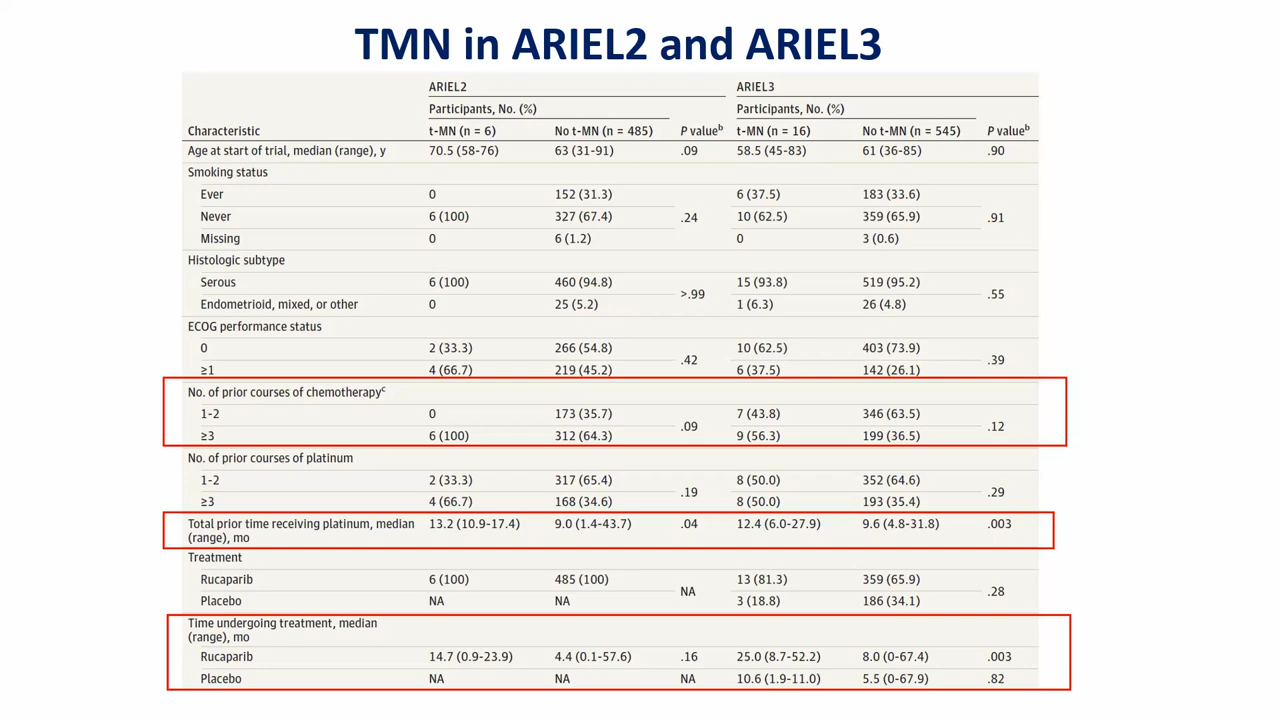 TMN in ARIEL2 and ARIEL3
ARIEL2 ARIEL3
Participants, No. (%) Participants, No. (%)
Characteristic t-MN (n = 6) No t-MN (n = 485) P valueᵇ t-MN (n = 16) No t-MN (n = 545) P valueᵇ
Age at start of trial, median (range), y 70.5 (58-76) 63 (31-91) .09 58.5 (45-83) 61 (36-85) .90
Smoking status
Ever 0 152 (31.3) 6 (37.5) 183 (33.6)
Never 6 (100) 327 (67.4) .24 10 (62.5) 359 (65.9) .91
Missing 0 6 (1.2) 0 3 (0.6)
Histologic subtype
Serous 6 (100) 460 (94.8) >.99 15 (93.8) 519 (95.2) .55
Endometrioid, mixed, or other 0 25 (5.2) 1 (6.3) 26 (4.8)
ECOG performance status
0 2 (33.3) 266 (54.8) .42 10 (62.5) 403 (73.9) .39
≥1 4 (66.7) 219 (45.2) 6 (37.5) 142 (26.1)
No. of prior courses of chemotherapyᶜ
1-2 0 173 (35.7) .09 7 (43.8) 346 (63.5) .12
≥3 6 (100) 312 (64.3) 9 (56.3) 199 (36.5)
No. of prior courses of platinum
1-2 2 (33.3) 317 (65.4) .19 8 (50.0) 352 (64.6) .29
≥3 4 (66.7) 168 (34.6) 8 (50.0) 193 (35.4)
Total prior time receiving platinum, median 13.2 (10.9-17.4) 9.0 (1.4-43.7) .04 12.4 (6.0-27.9) 9.6 (4.8-31.8) .003
(range), mo
Treatment
Rucaparib 6 (100) 485 (100) NA 13 (81.3) 359 (65.9) .28
Placebo NA NA 3 (18.8) 186 (34.1)
Time undergoing treatment, median
(range), mo
Rucaparib 14.7 (0.9-23.9) 4.4 (0.1-57.6) .16 25.0 (8.7-52.2) 8.0 (0-67.4) .003
Placebo NA NA NA 10.6 (1.9-11.0) 5.5 (0-67.9) .82